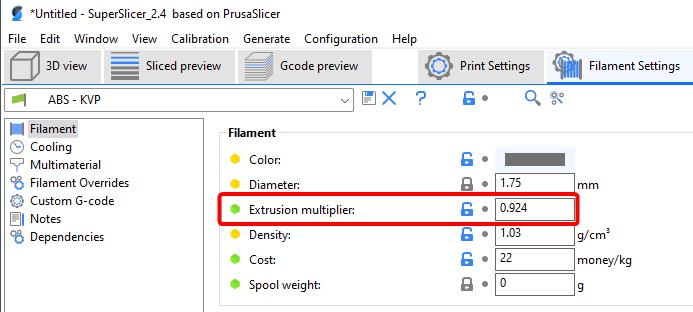 *Untitled - SuperSlicer_2.4 based on PrusaSlicer
File Edit Window View Calibration Generate Configuration Help
3D view Sliced preview Gcode preview Print Settings Filament Settings
ABS - KVP ?
Filament
Cooling
Multimaterial
Filament Overrides
Custom G-code
Notes
Dependencies
Filament
Color:
Diameter: 1.75 mm
Extrusion multiplier: 0.924
Density: 1.03 g/cm³
Cost: 22 money/kg
Spool weight: 0 g